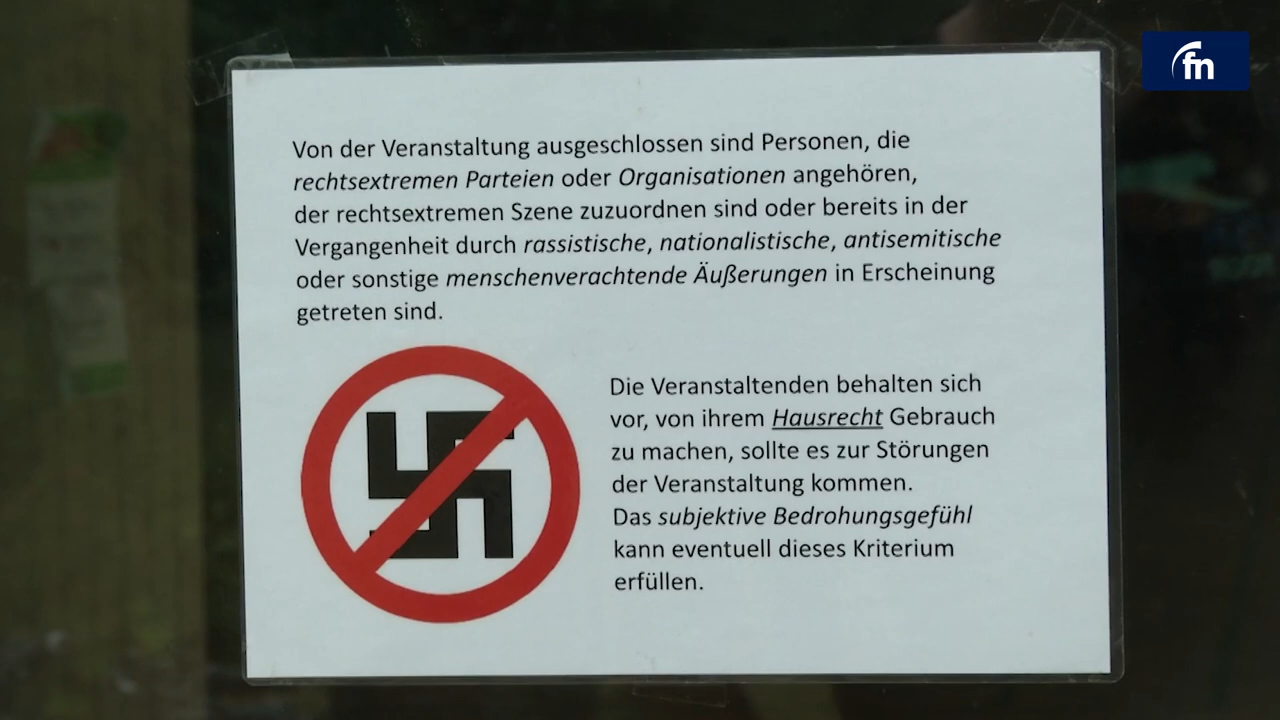 fn
Von der Veranstaltung ausgeschlossen sind Personen, die
rechtsextremen Parteien oder Organisationen angehören,
der rechtsextremen Szene zuzuordnen sind oder bereits in der
Vergangenheit durch rassistische, nationalistische, antisemitische
oder sonstige menschenverachtende Äußerungen in Erscheinung
getreten sind.
Die Veranstaltenden behalten sich
vor, von ihrem Hausrecht Gebrauch
zu machen, sollte es zur Störungen
der Veranstaltung kommen.
Das subjektive Bedrohungsgefühl
kann eventuell dieses Kriterium
erfüllen.